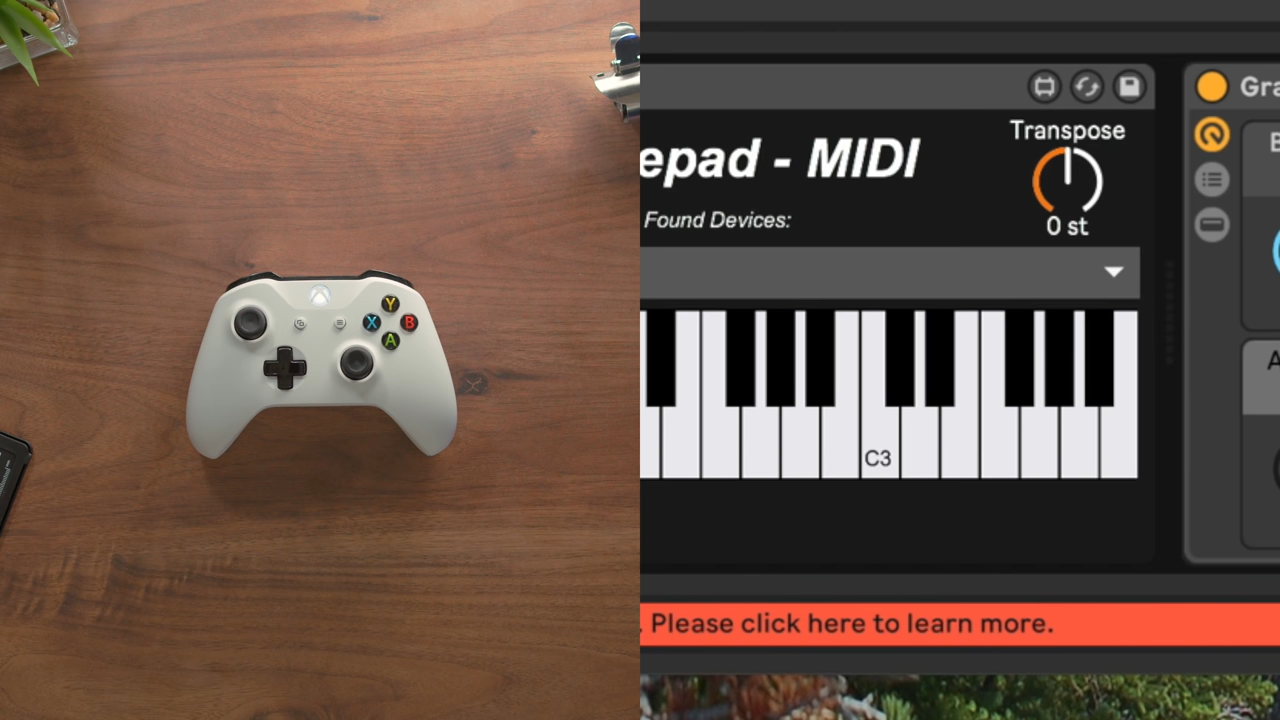 Y
X
B
A
Gra
Transpose
epad - MIDI
Found Devices:
0 st
C3
. Please click here to learn more.